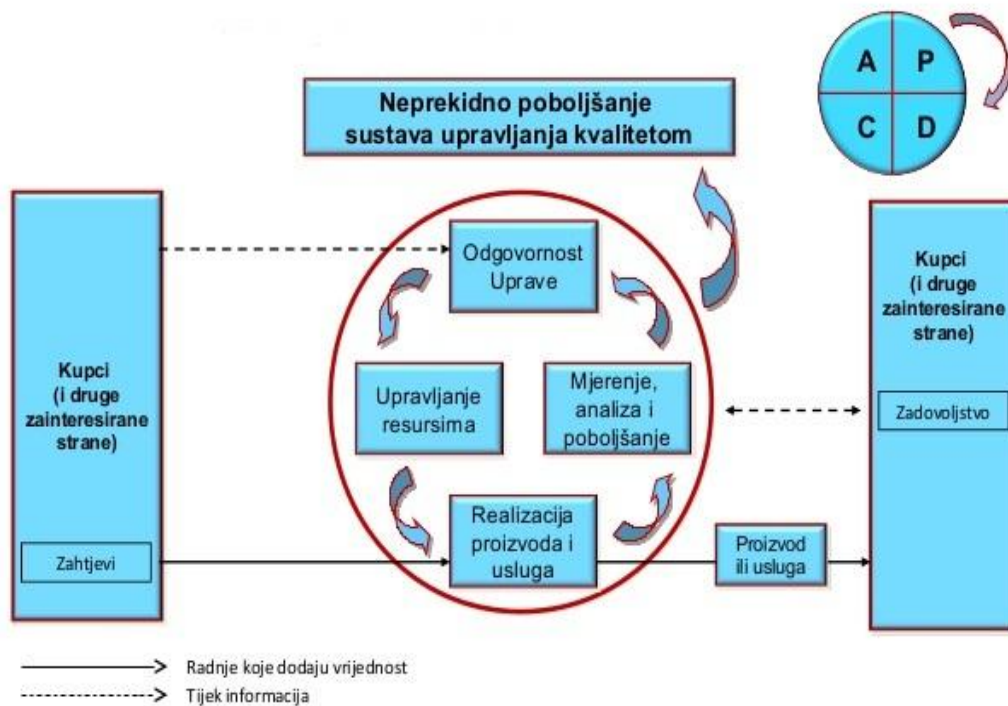 Neprekidno poboljšanje
sustava upravljanja kvalitetom
A P
C D
Kupci
(i druge
zainteresirane
strane)
Zahtjevi
Odgovornost
Uprave
Upravljanje
resursima
Mjerenje,
analiza i
poboljšanje
Realizacija
proizvoda i
usluga
Proizvod
ili usluga
Kupci
(i druge
zainteresirane
strane)
Zadovoljstvo
Radnje koje dodaju vrijednost
Tijek informacija